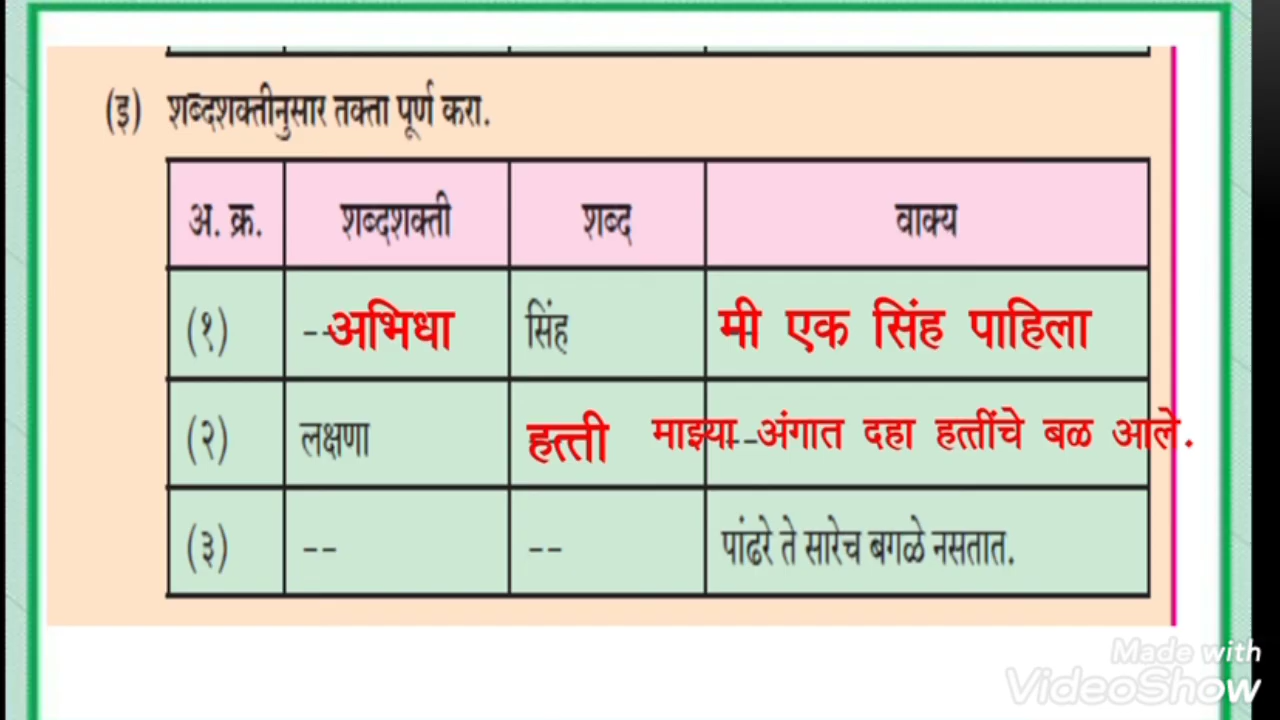 (इ) शब्दशक्तीनुसार तक्ता पूर्ण करा.
अ. क्र. शब्दशक्ती शब्द वाक्य
(१) -- अभिधा सिंह -- मी एक सिंह पाहिला
(२) लक्षणा -- हत्ती -- माझ्या अंगात दहा हत्तींचे बळ आले.
(३) -- -- पांढरे ते सारेच बगळे नसतात.
Made with
VideoShow